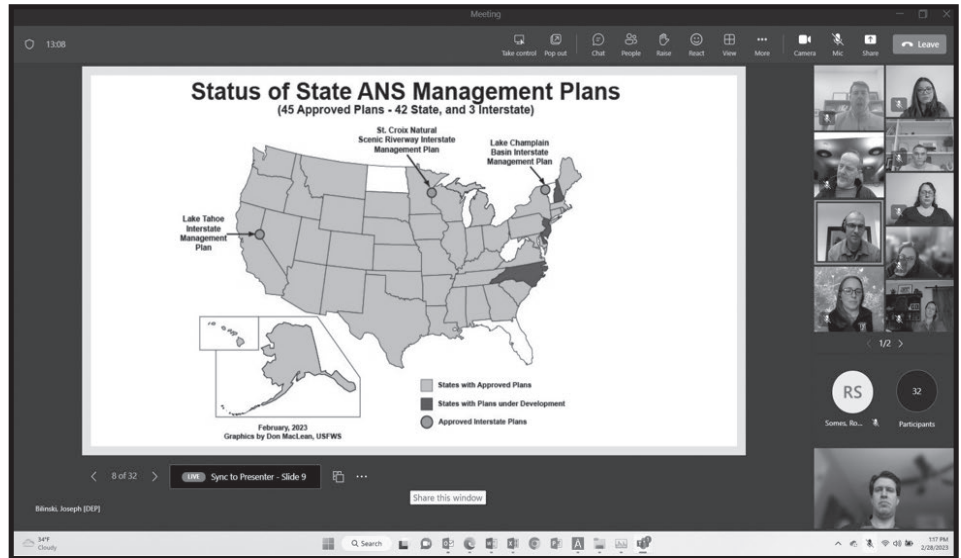 Meeting
13:08
Take control
Pop out
Chat
People
Raise
React
View
More
Camera
Mic
Share
Leave
Status of State ANS Management Plans
(45 Approved Plans - 42 State, and 3 Interstate)
St. Croix Natural
Scenic Riverway Interstate
Management Plan
Lake Champlain
Basin Interstate
Management Plan
Lake Tahoe
Interstate
Management
Plan
States with Approved Plans
States with Plans under Development
Approved Interstate Plans
February, 2023
Graphics by Don MacLean, USFWS
1/2
RS
32
Somes, Ro...
Participants
8 of 32
LIVE
Sync to Presenter - Slide 9
...
Share this window
Bilinski, Joseph [DEP]
34°F
Cloudy
Search
1:17 PM
2/28/2023